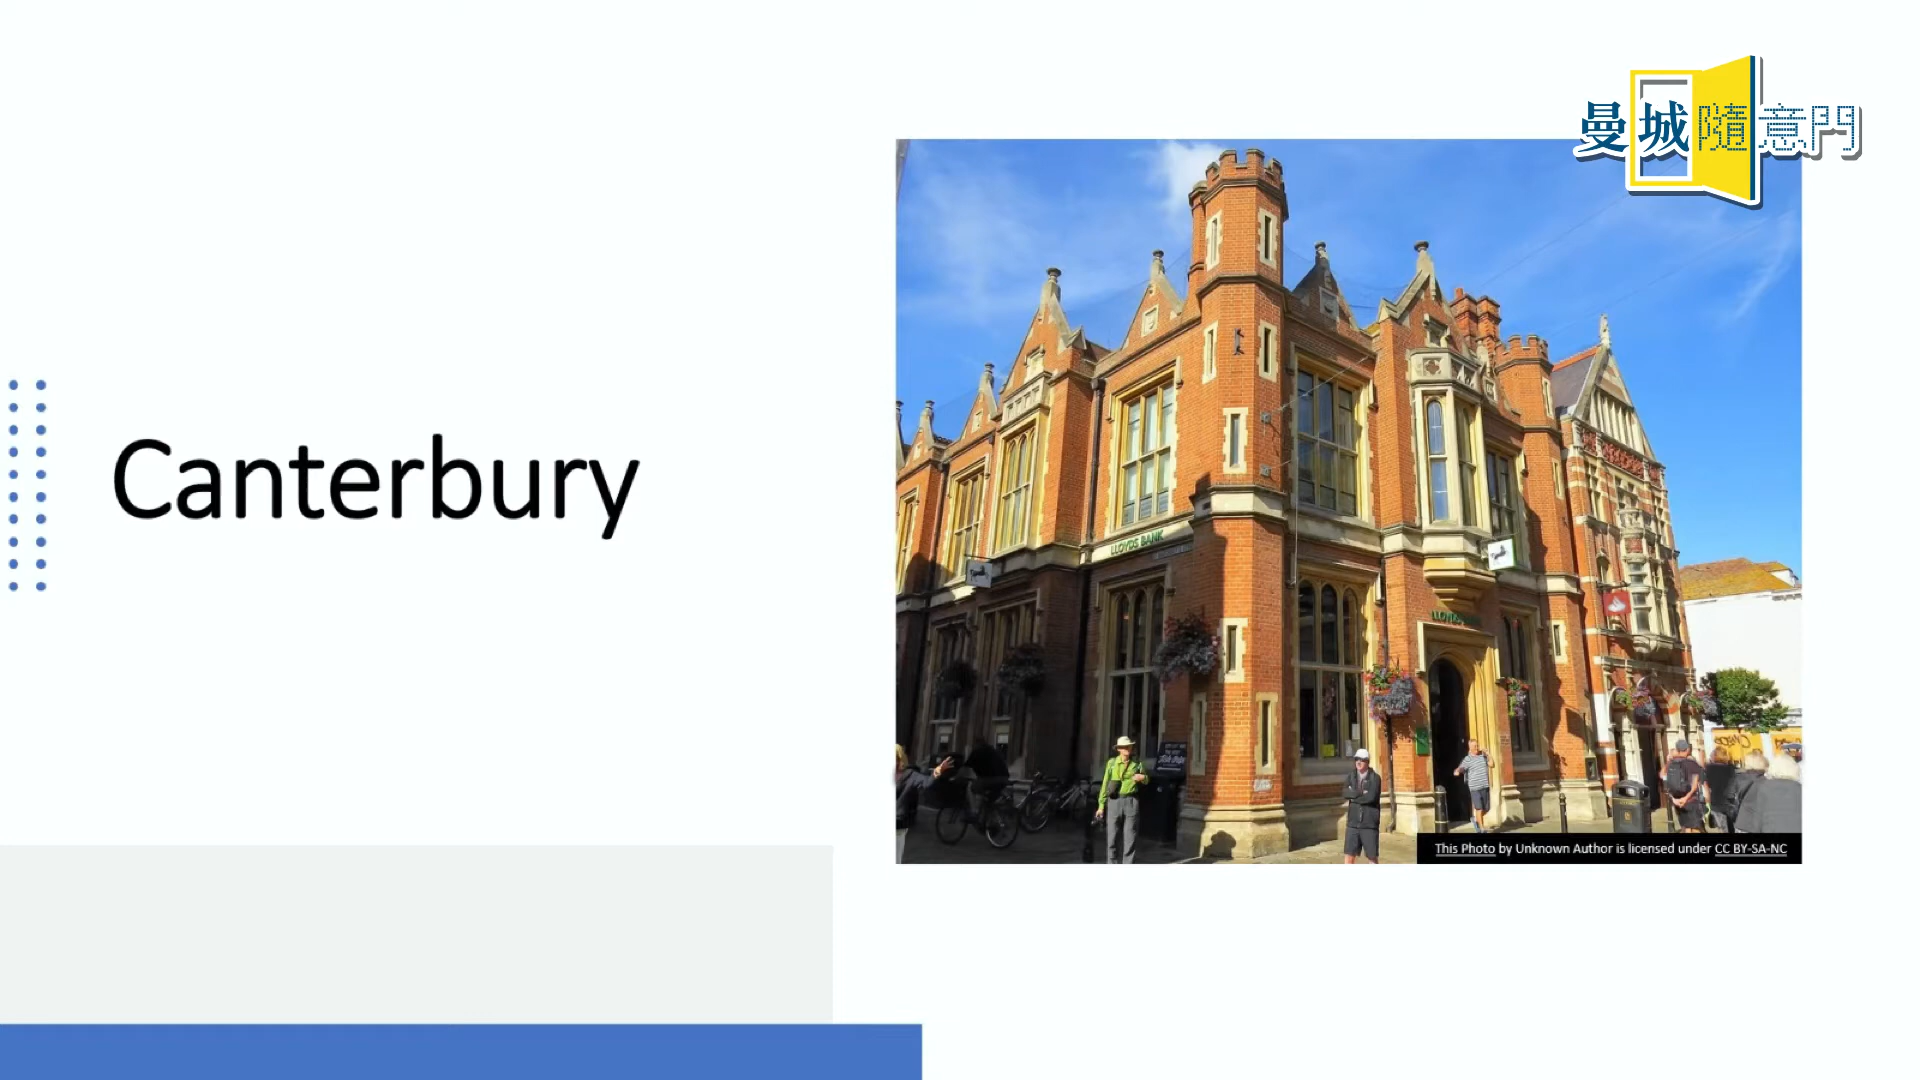 曼城隨意門
Canterbury
LLOYDS BANK
LLOYDS
This Photo by Unknown Author is licensed under CC BY-SA-NC